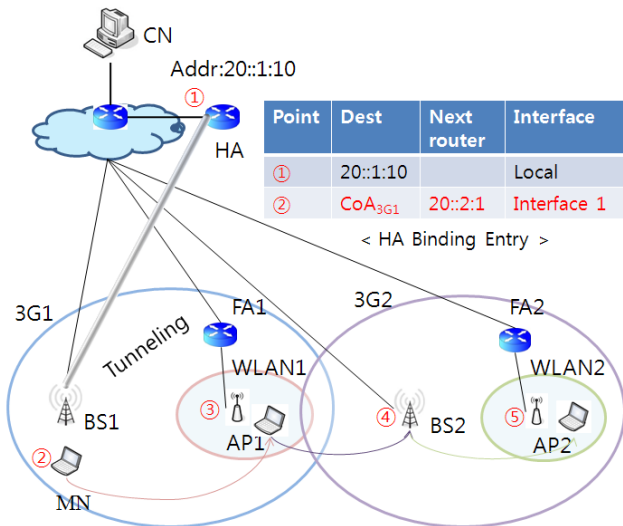 CN
Addr:20::1:10
①
HA
Point Dest Next router Interface
① 20::1:10 Local
② CoA3G1 20::2:1 Interface 1
< HA Binding Entry >
3G1
Tunneling
FA1
3G2
FA2
WLAN1
WLAN2
BS1
③
AP1
④
BS2
⑤
AP2
②
MN